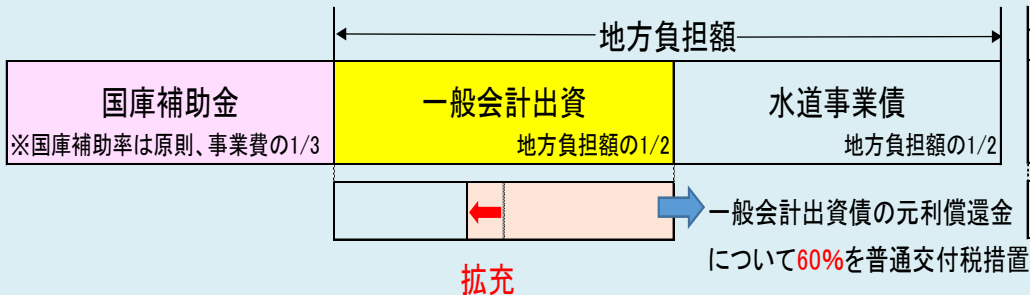 地方負担額
国庫補助金
※国庫補助率は原則、事業費の1/3
一般会計出資
地方負担額の1/2
水道事業債
地方負担額の1/2
一般会計出資債の元利償還金
について60%を普通交付税措置
拡充